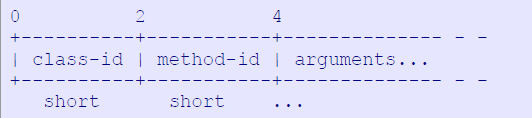 0          2           4
+----------+-----------+-------------- - -
| class-id | method-id | arguments...
+----------+-----------+-------------- - -
   short      short    ...